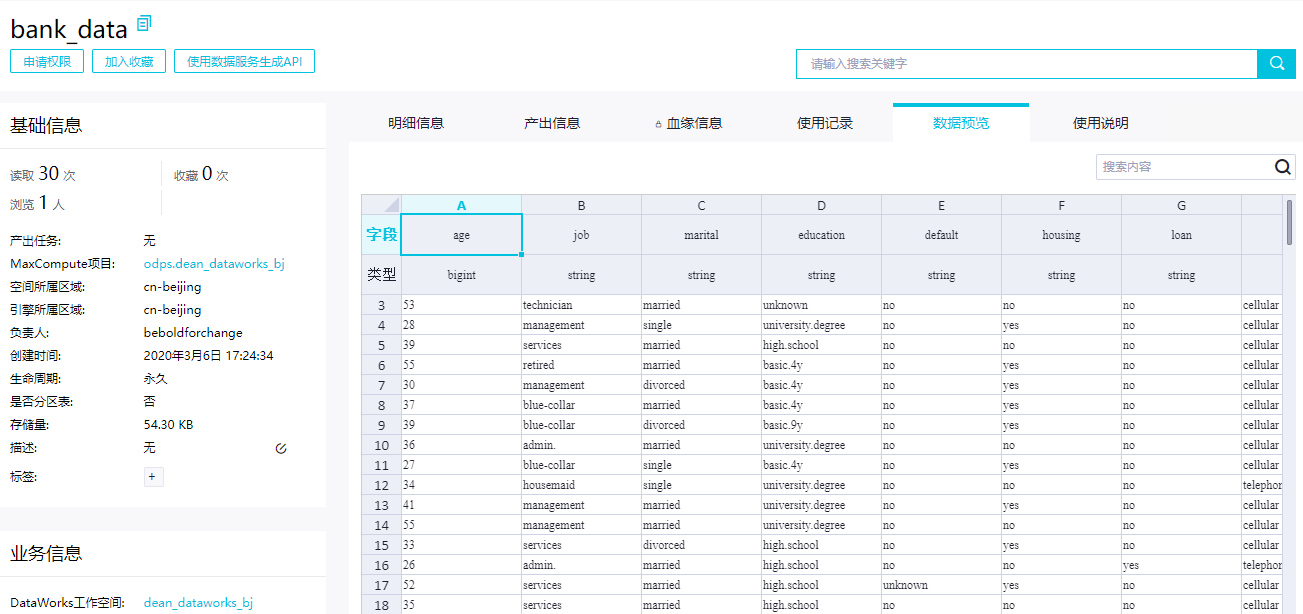 bank_data
申请权限 加入收藏 使用数据服务生成API
请输入搜索关键字
基础信息
读取 30 次 收藏 0 次
浏览 1 人
产出任务: 无
MaxCompute项目: odps.dean_dataworks_bj
空间所属区域: cn-beijing
引擎所属区域: cn-beijing
负责人: beboldforchange
创建时间: 2020年3月6日 17:24:34
生命周期: 永久
是否分区表: 否
存储量: 54.30 KB
描述: 无
标签: +
业务信息
DataWorks工作空间: dean_dataworks_bj
明细信息 产出信息 血缘信息 使用记录 数据预览 使用说明
搜索内容
A B C D E F G
字段 age job marital education default housing loan
类型 bigint string string string string string string
3 53 technician married unknown no no no cellular
4 28 management single university.degree no yes no cellular
5 39 services married high.school no no no cellular
6 55 retired married basic.4y no yes no cellular
7 30 management divorced basic.4y no yes no cellular
8 37 blue-collar married basic.4y no yes no cellular
9 39 blue-collar divorced basic.9y no yes no cellular
10 36 admin. married university.degree no no no cellular
11 27 blue-collar single basic.4y no yes no cellular
12 34 housemaid single university.degree no no no telephon
13 41 management married university.degree no yes no cellular
14 55 management married university.degree no no no cellular
15 33 services divorced high.school no yes no cellular
16 26 admin. married high.school no no yes telephon
17 52 services married high.school unknown yes no cellular
18 35 services married high.school no no no cellular